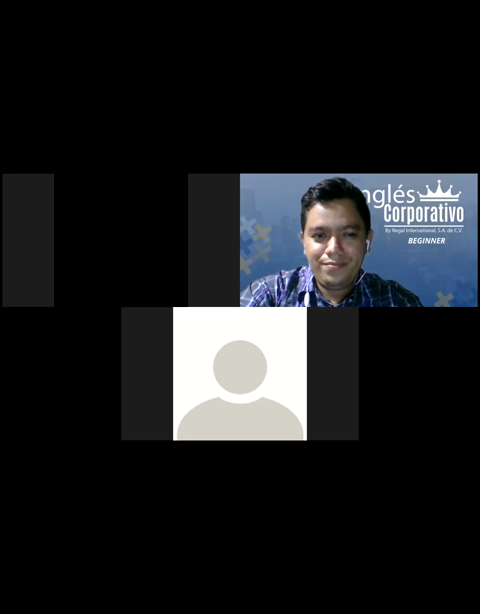 nglés
Corporativo
By Regal International, S.A. de C.V.
BEGINNER